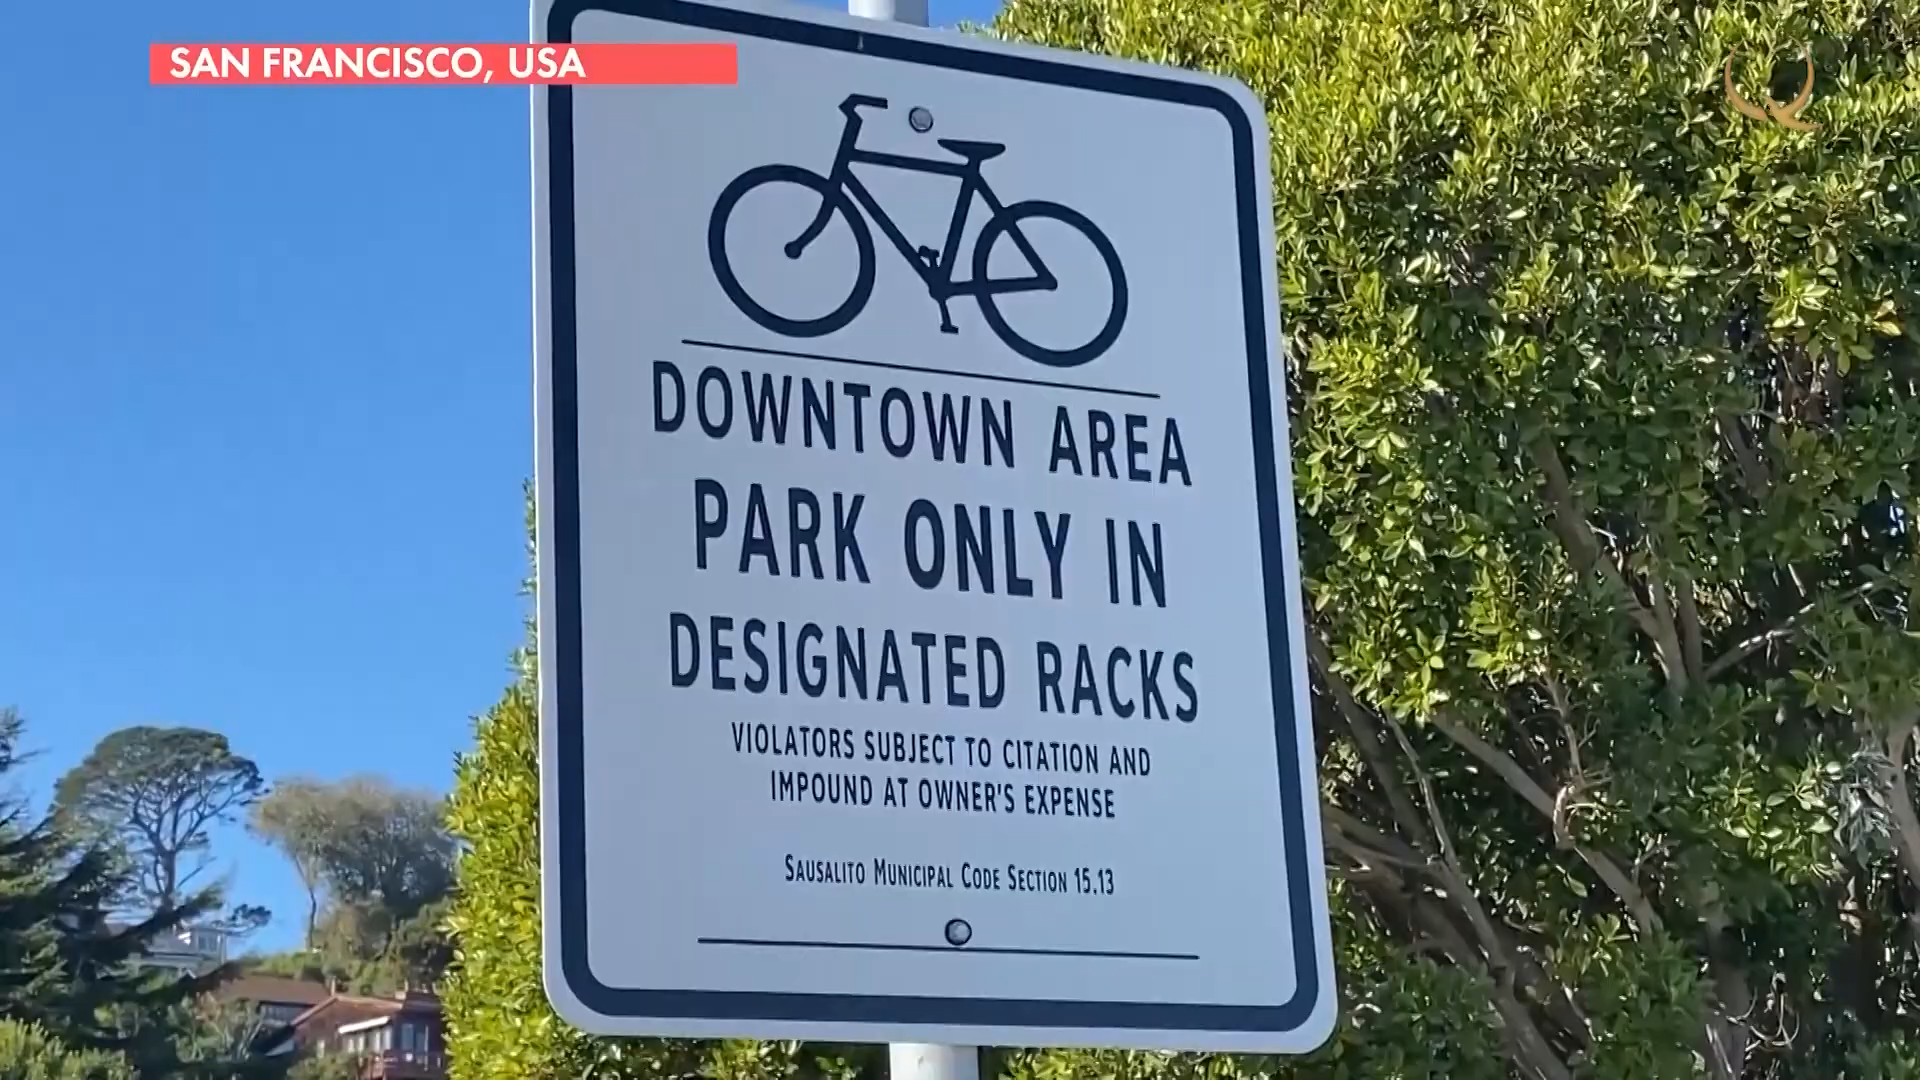 SAN FRANCISCO, USA
DOWNTOWN AREA
PARK ONLY IN
DESIGNATED RACKS
VIOLATORS SUBJECT TO CITATION AND
IMPOUND AT OWNER'S EXPENSE
SAUSALITO MUNICIPAL CODE SECTION 15.13